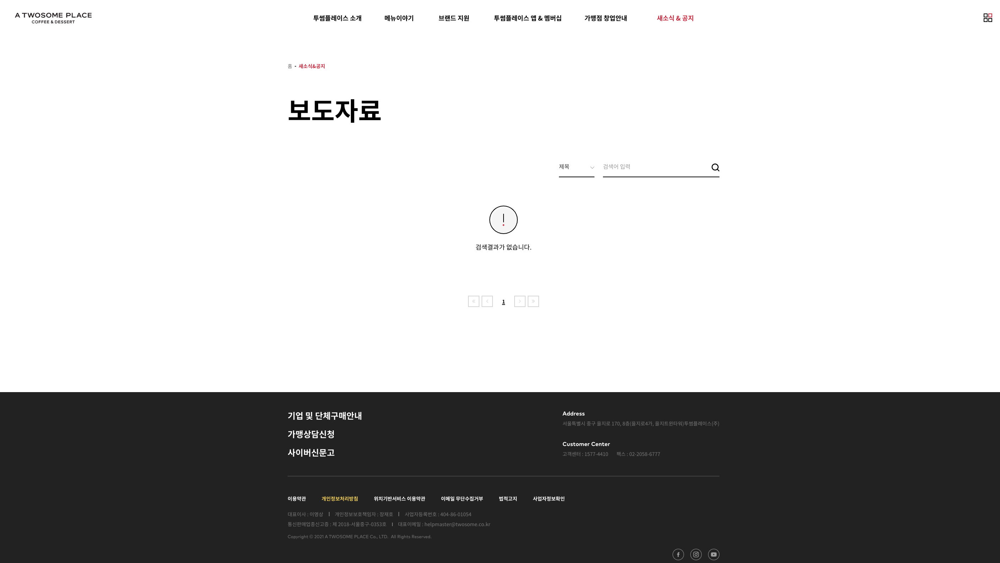 A TWOSOME PLACE
COFFEE & DESSERT
투썸플레이스 소개 메뉴이야기 브랜드 지원 투썸플레이스 앱 & 멤버십 가맹점 창업안내 새소식 & 공지
홈 - 새소식&공지
보도자료
제목 검색어 입력
검색결과가 없습니다.
1
기업 및 단체구매안내
가맹상담신청
사이버신문고
Address
서울특별시 중구 을지로 170, 8층(을지로4가, 을지트윈타워)투썸플레이스(주)
Customer Center
고객센터 : 1577-4410 팩스 : 02-2058-6777
이용약관 개인정보처리방침 위치기반서비스 이용약관 이메일 무단수집거부 법적고지 사업자정보확인
대표이사 : 이영상 | 개인정보보호책임자 : 장재호 | 사업자등록번호 : 404-86-01054
통신판매업종신고증 : 제 2018-서울중구-0353호 | 대표이메일 : helpmaster@twosome.co.kr
Copyright © 2021 A TWOSOME PLACE Co., LTD. All Rights Reserved.